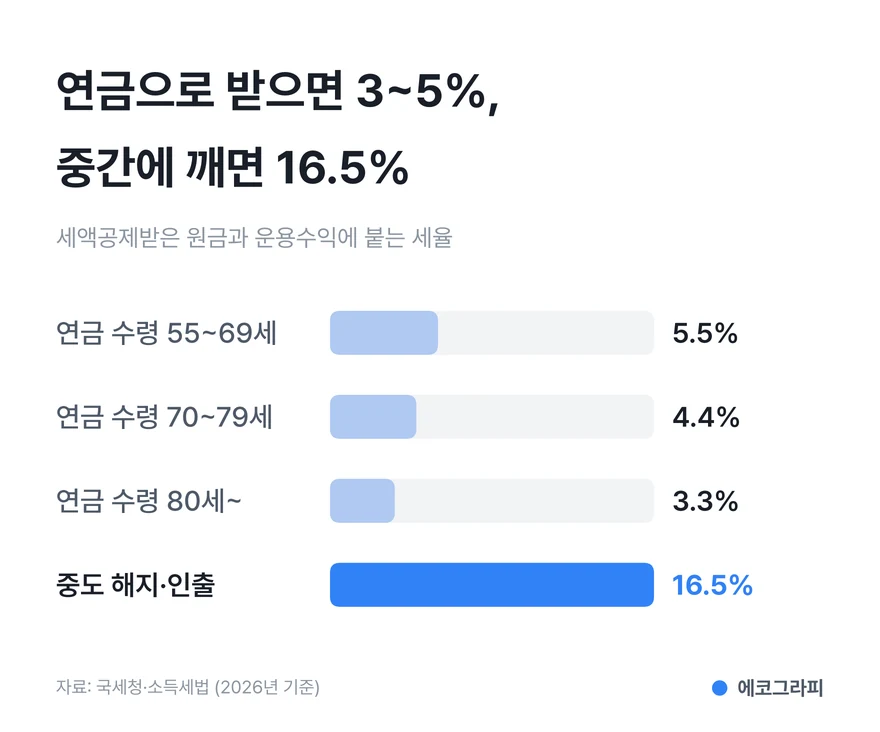 연금으로 받으면 3~5%,
중간에 깨면 16.5%
세액공제받은 원금과 운용수익에 붙는 세율
연금 수령 55~69세 5.5%
연금 수령 70~79세 4.4%
연금 수령 80세~ 3.3%
중도 해지·인출 16.5%
자료: 국세청·소득세법 (2026년 기준) 에코그라피